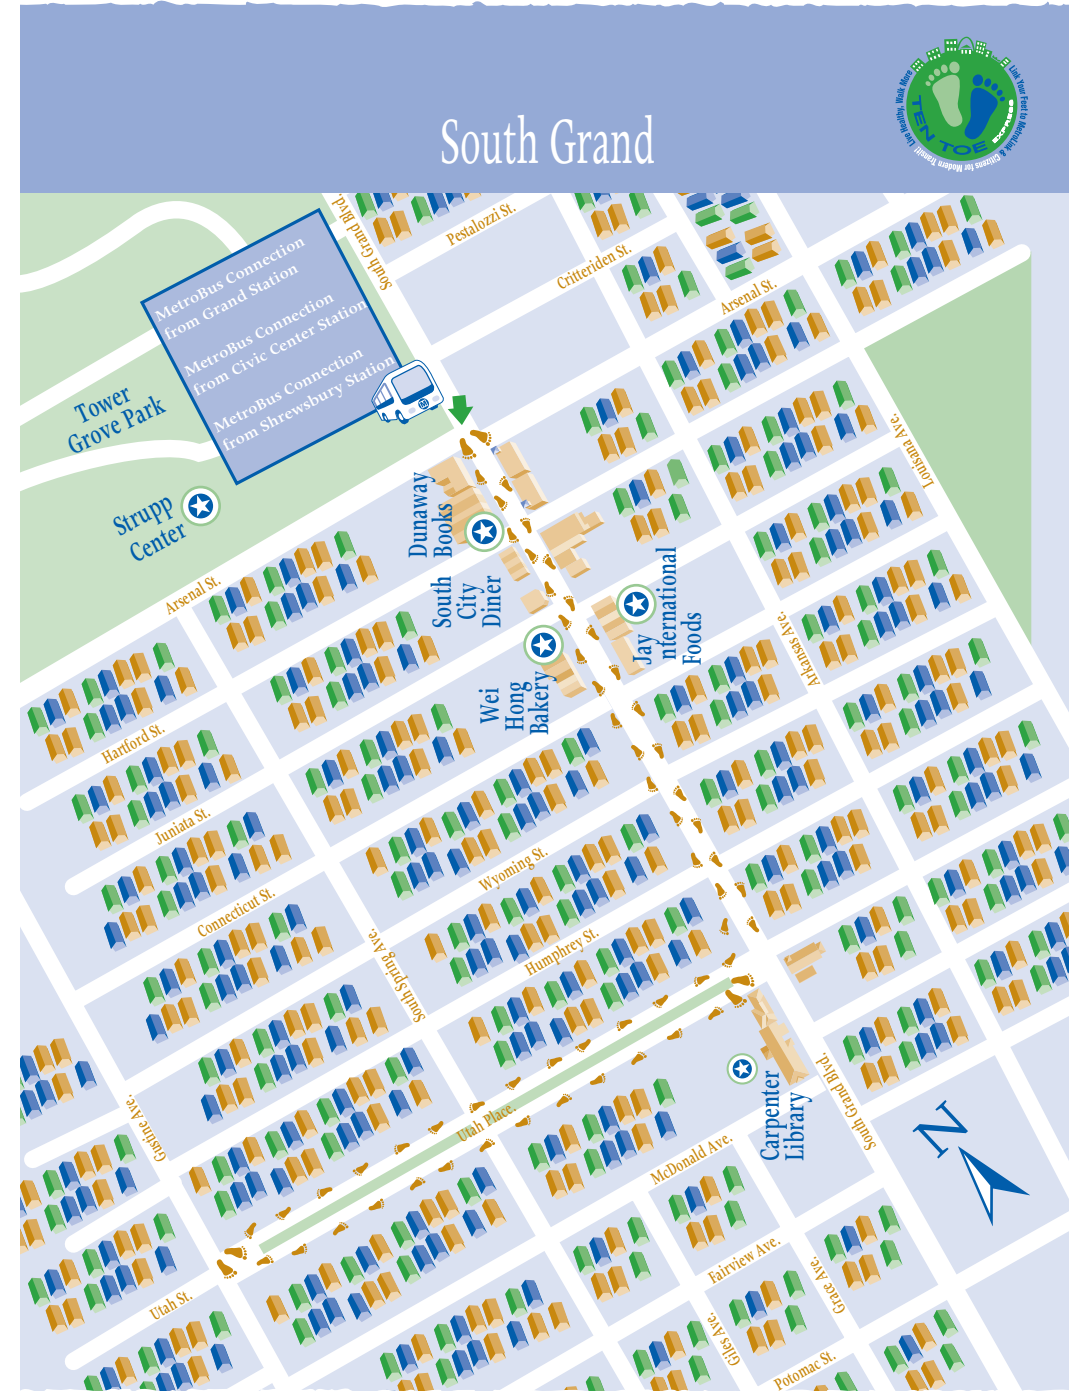 South Grand
Live Healthy, Walk More
Link Your Feet to MetroLink &
Citizens for Modern Transit!
TEN TOE
EXPRESS
South Grand Blvd.
Pestalozzi St.
Critteriden St.
Arsenal St.
MetroBus Connection
from Grand Station
MetroBus Connection
from Civic Center Station
MetroBus Connection
from Shrewsbury Station
Tower
Grove Park
Strupp
Center
Dunaway
Books
South
City
Diner
Jay
nternational
Foods
Wei
Hong
Bakery
Louisana Ave.
Arkansas Ave.
Arsenal St.
Hartford St.
Juniata St.
Connecticut St.
Wyoming St.
Humphrey St.
South Spring Ave.
Gustine Ave.
Utah Place.
Carpenter
Library
South Grand Blvd.
N
McDonald Ave.
Fairview Ave.
Grace Ave.
Giles Ave.
Utah St.
Potomac St.